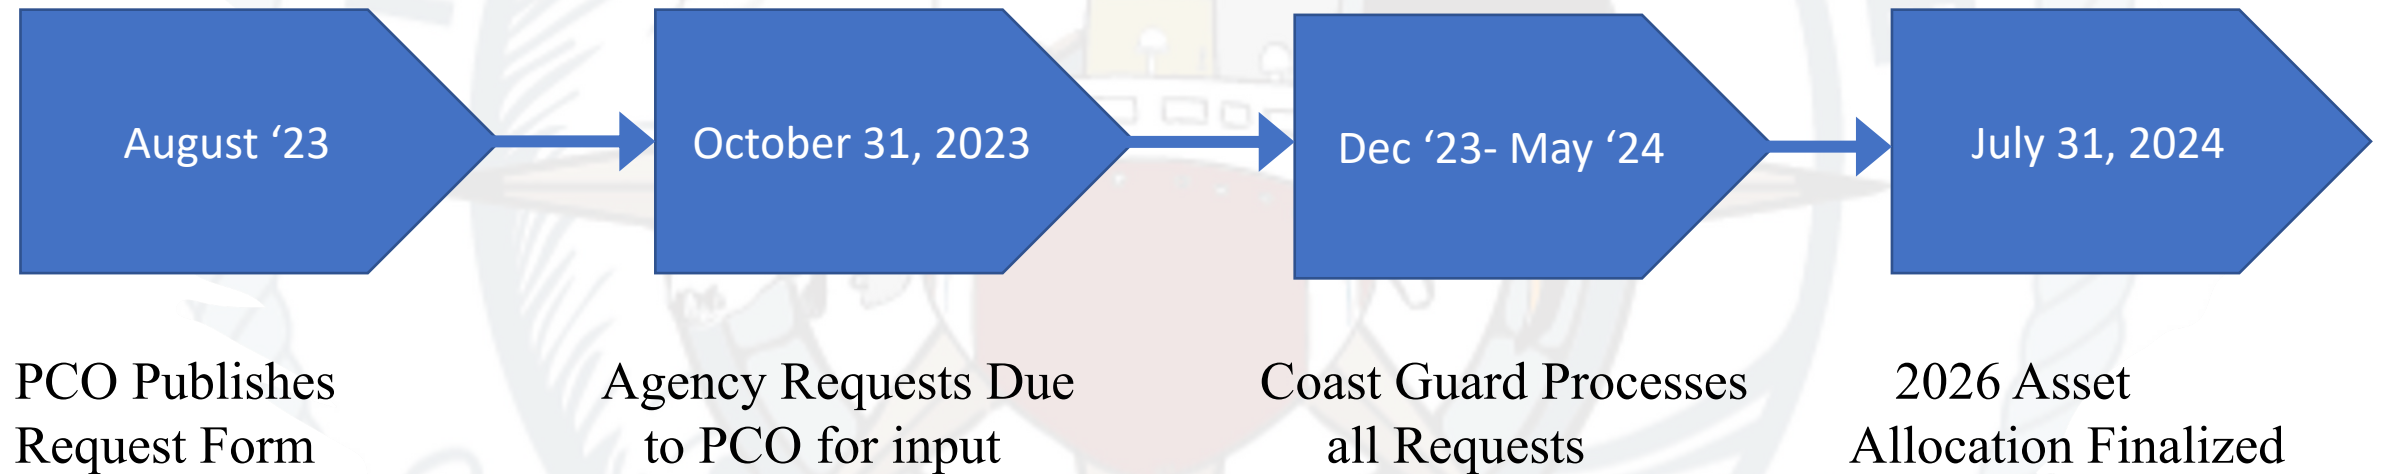 August ‘23
October 31, 2023
Dec ‘23- May ‘24
July 31, 2024
PCO Publishes
Request Form
Agency Requests Due
to PCO for input
Coast Guard Processes
all Requests
2026 Asset
Allocation Finalized